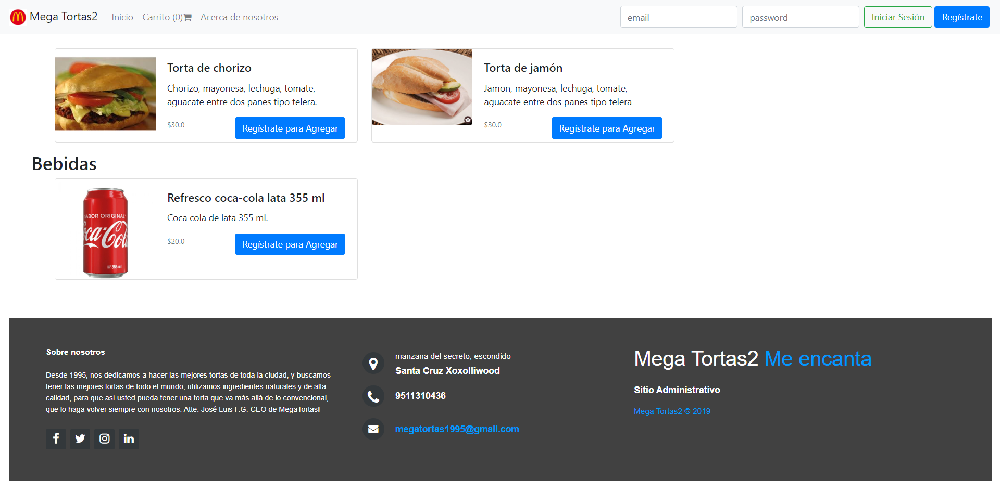 Mega Tortas2 Inicio Carrito (0) Acerca de nosotros email password Iniciar Sesión Regístrate
Torta de chorizo
Chorizo, mayonesa, lechuga, tomate,
aguacate entre dos panes tipo telera.
$30.0 Regístrate para Agregar
Torta de jamón
Jamon, mayonesa, lechuga, tomate,
aguacate entre dos panes tipo telera
$30.0 Regístrate para Agregar
Bebidas
SABOR ORIGINAL
Coca-Cola
355 ml
Refresco coca-cola lata 355 ml
Coca cola de lata 355 ml.
$20.0 Regístrate para Agregar
Sobre nosotros
Desde 1995, nos dedicamos a hacer las mejores tortas de toda la ciudad, y buscamos
tener las mejores tortas de todo el mundo, utilizamos ingredientes naturales y de alta
calidad, para que así usted pueda tener una torta que va más allá de lo convencional,
que lo haga volver siempre con nosotros. Atte. José Luis F.G. CEO de MegaTortas!
manzana del secreto, escondido
Santa Cruz Xoxolliwood
9511310436
megatortas1995@gmail.com
Mega Tortas2 Me encanta
Sitio Administrativo
Mega Tortas2 © 2019